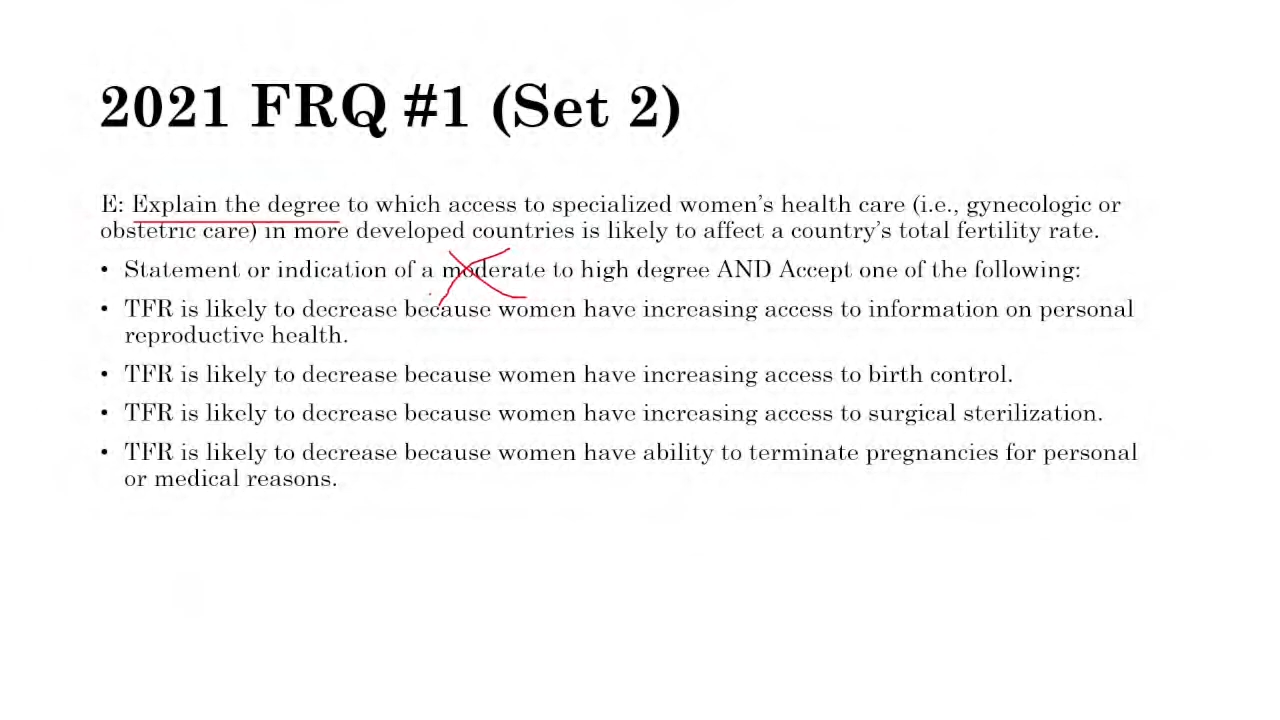 2021 FRQ #1 (Set 2)
E: Explain the degree to which access to specialized women's health care (i.e., gynecologic or
obstetric care) in more developed countries is likely to affect a country's total fertility rate.
• Statement or indication of a moderate to high degree AND Accept one of the following:
• TFR is likely to decrease because women have increasing access to information on personal
reproductive health.
• TFR is likely to decrease because women have increasing access to birth control.
• TFR is likely to decrease because women have increasing access to surgical sterilization.
• TFR is likely to decrease because women have ability to terminate pregnancies for personal
or medical reasons.